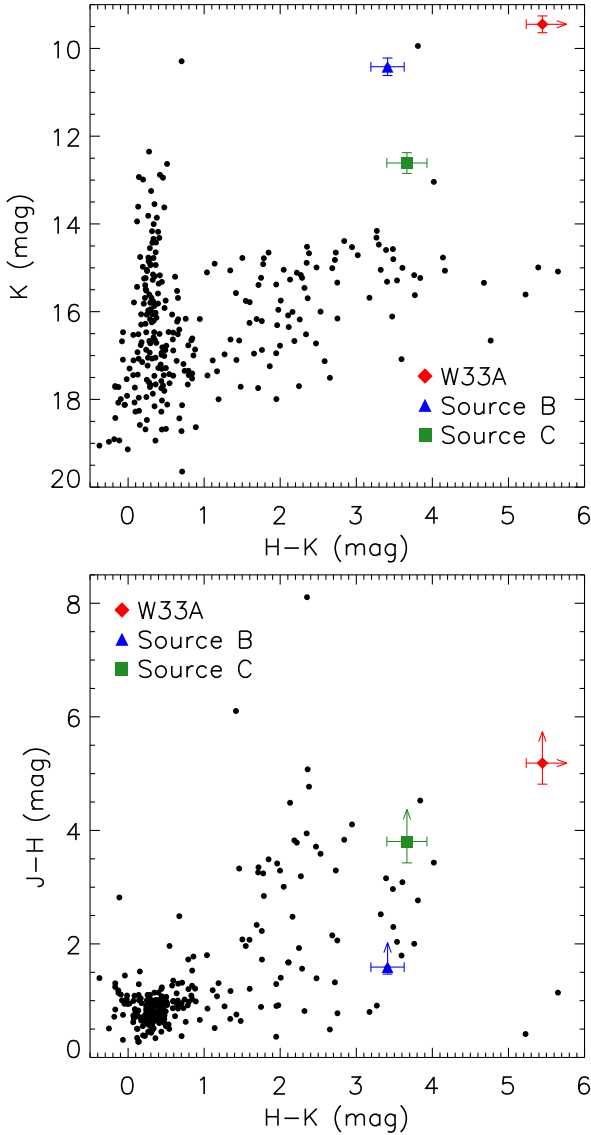 10
12
14
16
18
20
K (mag)
W33A
Source B
Source C
0 1 2 3 4 5 6
H−K (mag)
8
6
4
2
0
J−H (mag)
W33A
Source B
Source C
0 1 2 3 4 5 6
H−K (mag)